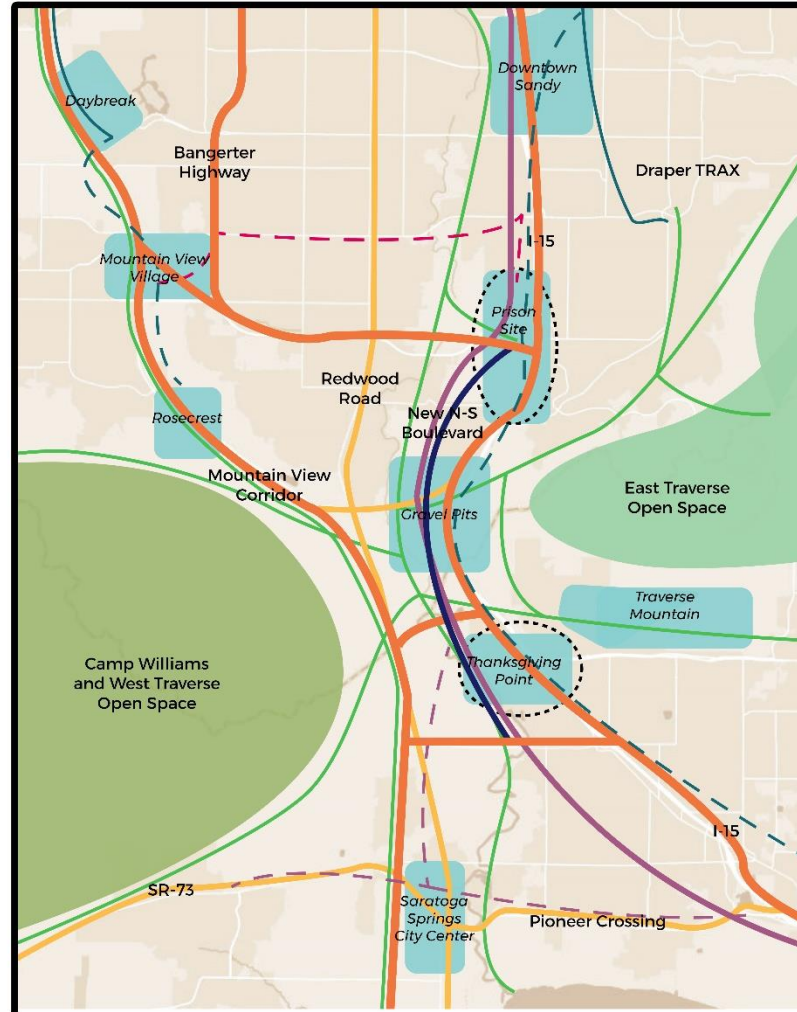 Downtown
Sandy
Daybreak
Bangerter
Highway
Draper TRAX
I-15
Mountain View
Village
Prison
Site
Redwood
Road
New N-S
Boulevard
Rosecrest
Mountain View
Corridor
East Traverse
Open Space
Gravel Pits
Traverse
Mountain
Camp Williams
and West Traverse
Open Space
Thanksgiving
Point
I-15
SR-73
Saratoga
Springs
City Center
Pioneer Crossing